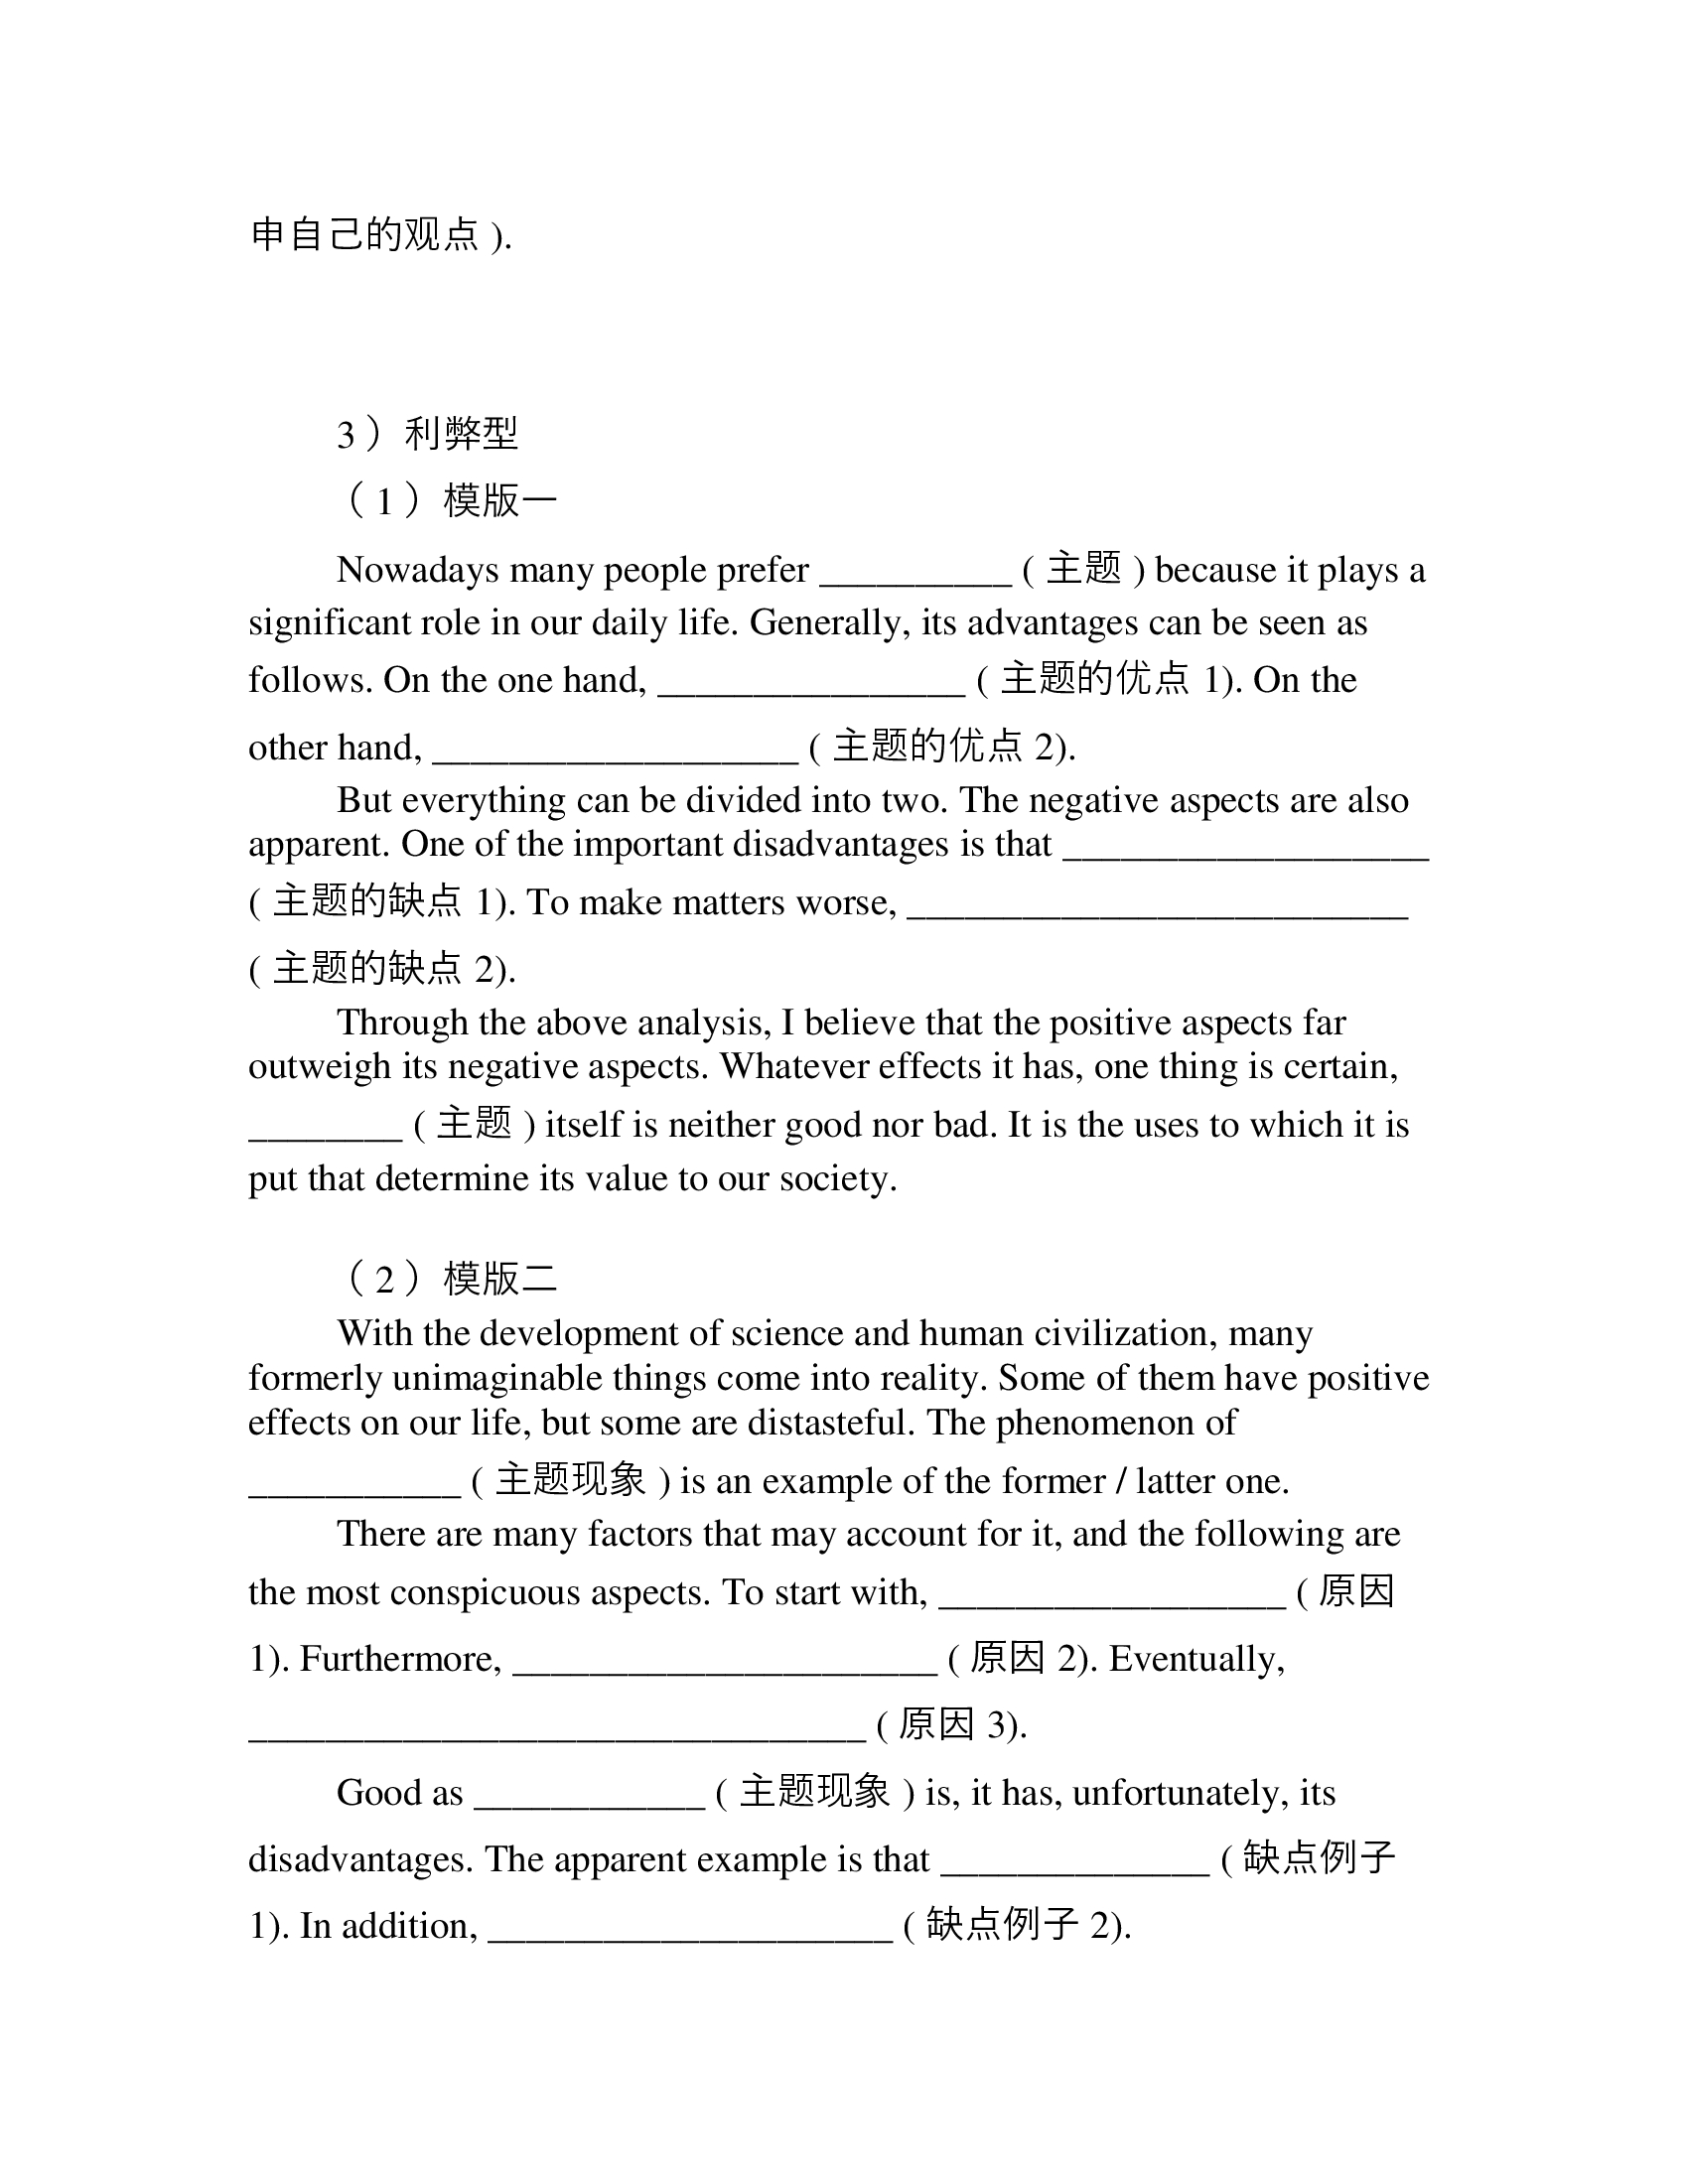 申自己的观点 ).
3 ）利弊型
（ 1 ）模版一
Nowadays many people prefer __________ ( 主题 ) because it plays a
significant role in our daily life. Generally, its advantages can be seen as
follows. On the one hand, ________________ ( 主题的优点 1). On the
other hand, ___________________ ( 主题的优点 2).
But everything can be divided into two. The negative aspects are also
apparent. One of the important disadvantages is that ___________________
( 主题的缺点 1). To make matters worse, __________________________
( 主题的缺点 2).
Through the above analysis, I believe that the positive aspects far
outweigh its negative aspects. Whatever effects it has, one thing is certain,
________ ( 主题 ) itself is neither good nor bad. It is the uses to which it is
put that determine its value to our society.
（ 2 ）模版二
With the development of science and human civilization, many
formerly unimaginable things come into reality. Some of them have positive
effects on our life, but some are distasteful. The phenomenon of
___________ ( 主题现象 ) is an example of the former / latter one.
There are many factors that may account for it, and the following are
the most conspicuous aspects. To start with, __________________ ( 原因
1). Furthermore, ______________________ ( 原因 2). Eventually,
________________________________ ( 原因 3).
Good as ____________ ( 主题现象 ) is, it has, unfortunately, its
disadvantages. The apparent example is that ______________ ( 缺点例子
1). In addition, _____________________ ( 缺点例子 2).